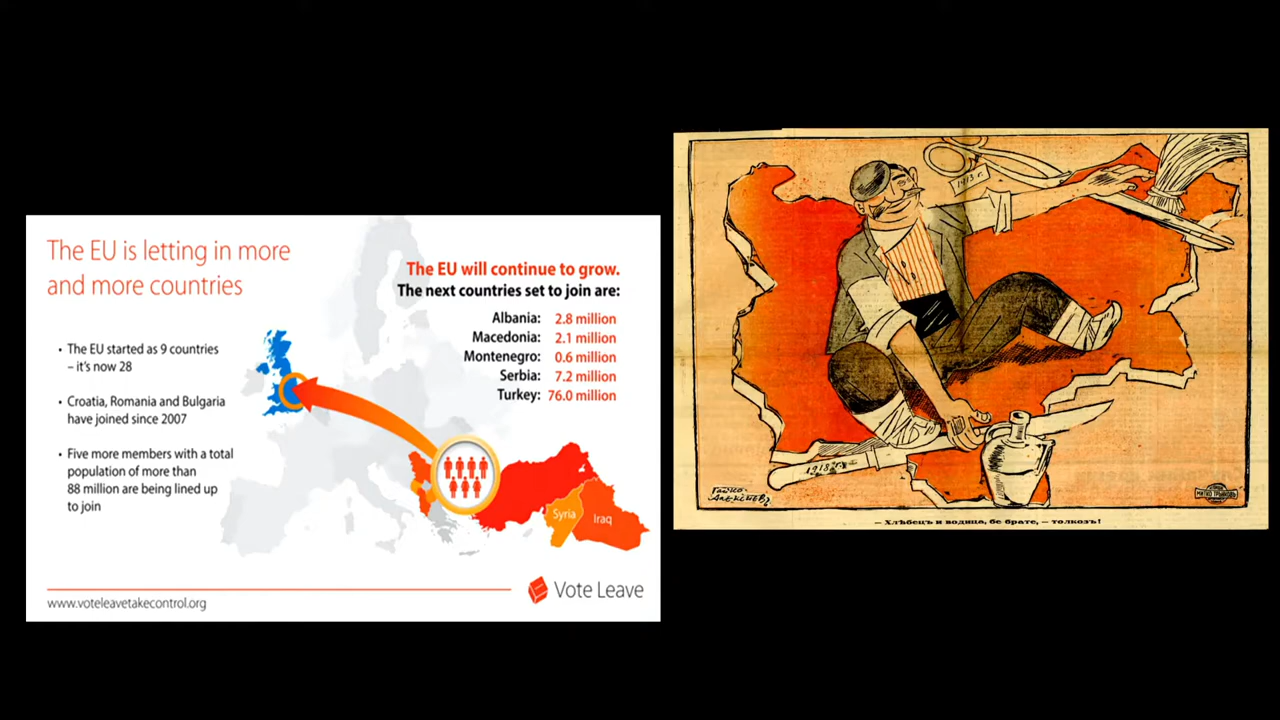 The EU is letting in more
and more countries
• The EU started as 9 countries
– it's now 28
• Croatia, Romania and Bulgaria
have joined since 2007
• Five more members with a total
population of more than
88 million are being lined up
to join
The EU will continue to grow.
The next countries set to join are:
Albania: 2.8 million
Macedonia: 2.1 million
Montenegro: 0.6 million
Serbia: 7.2 million
Turkey: 76.0 million
Syria
Iraq
www.voteleavetakecontrol.org
Vote Leave
1913 г.
1918 г.
— Хлѣбецъ и водица, бе брате, — толкозъ!